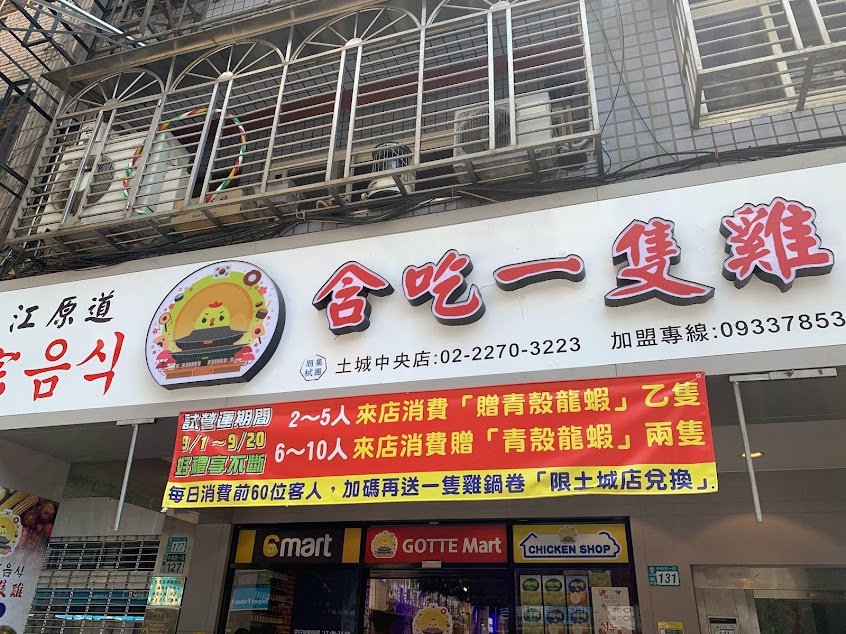 江原道
음식
含吃一隻雞
土城中央店:02-2270-3223
加盟專線:09337853
試營運期間
9/1～9/20
好禮享不斷
2～5人來店消費「贈青殼龍蝦」乙隻
6～10人來店消費贈「青殼龍蝦」兩隻
每日消費前60位客人，加碼再送一隻雞鍋卷「限土城店兌換」.
Gmart
GOTTE Mart
CHICKEN SHOP
127
127
131
음식